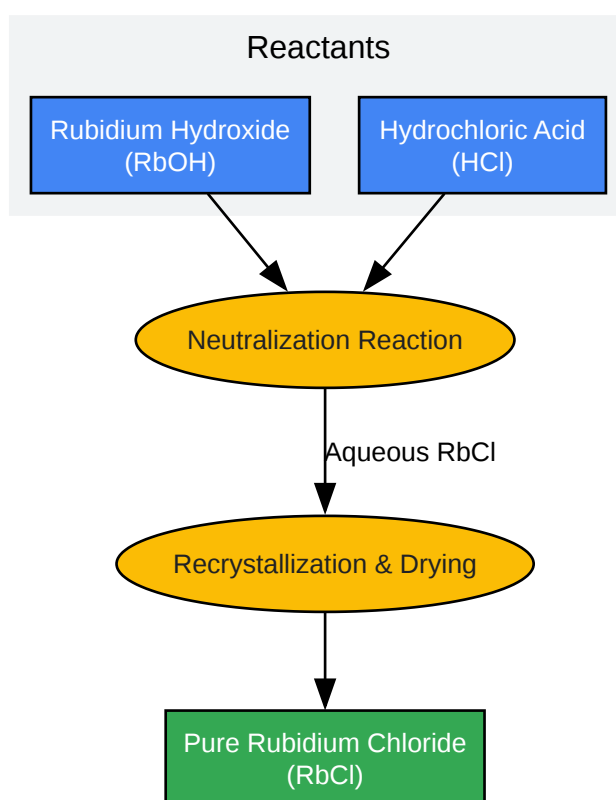 Reactants
Rubidium Hydroxide
(RbOH)
Hydrochloric Acid
(HCl)
Neutralization Reaction
Aqueous RbCl
Recrystallization & Drying
Pure Rubidium Chloride
(RbCl)